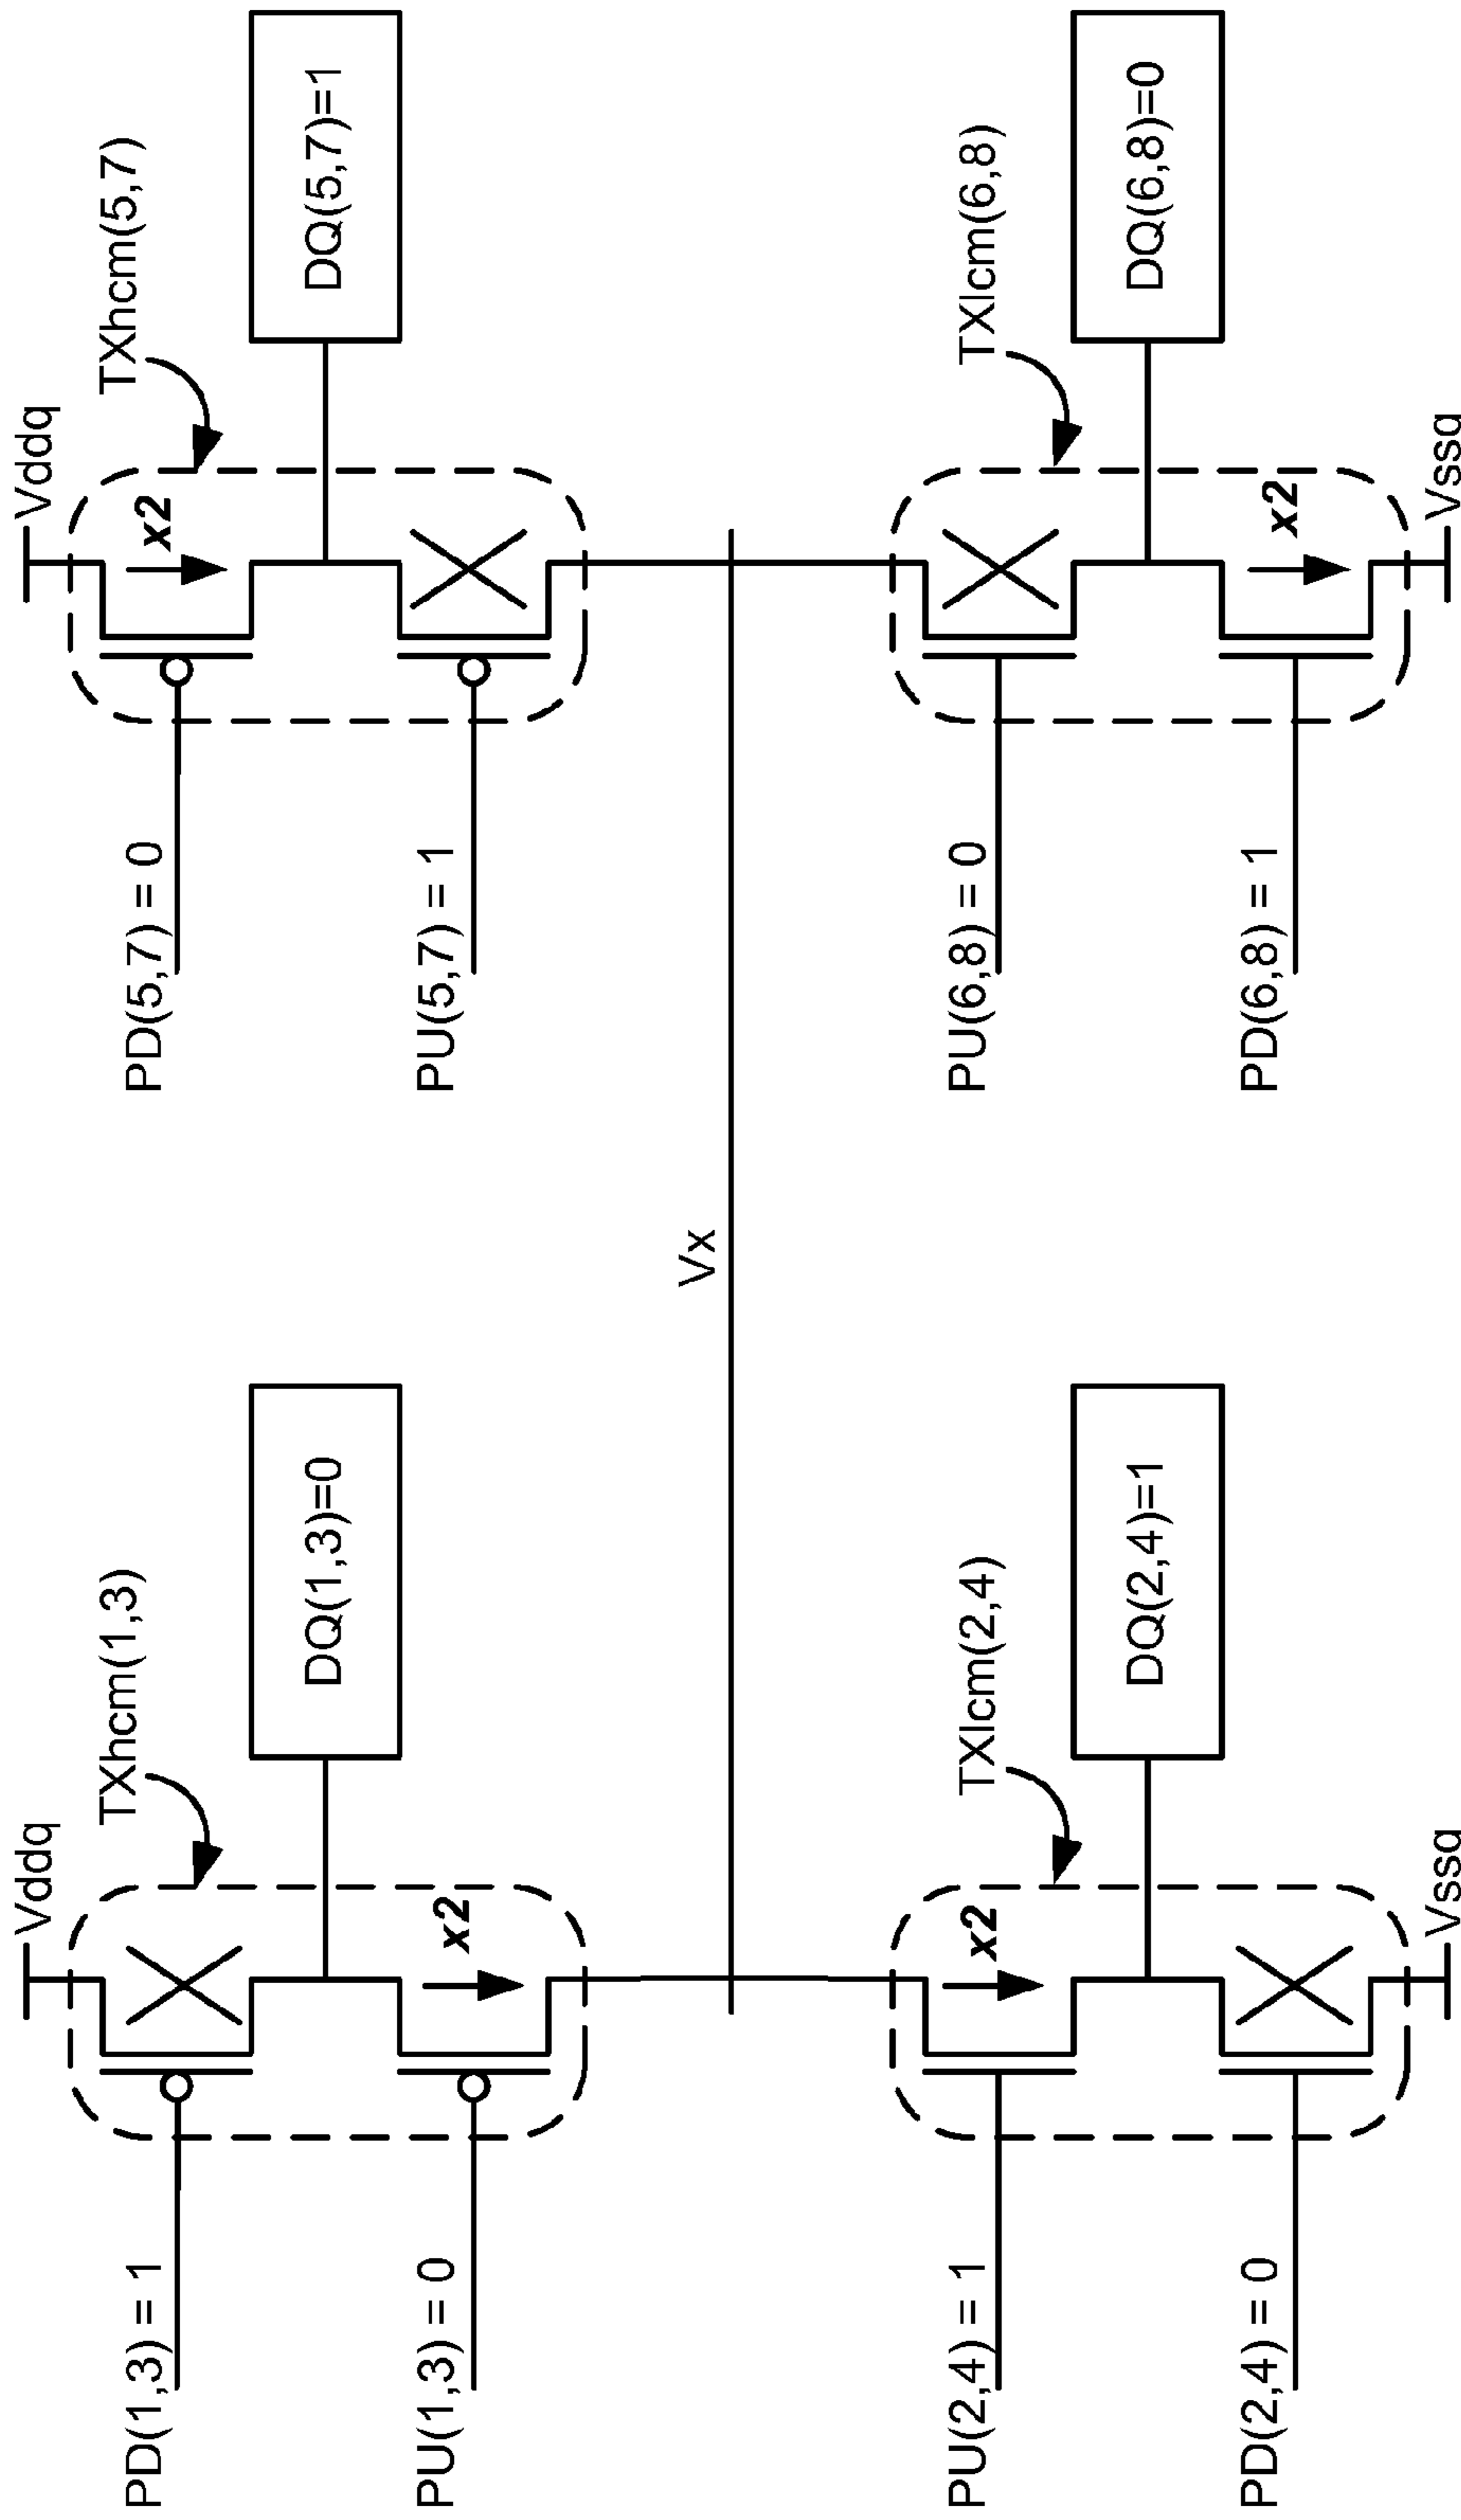 Vddq
TXhcm(1,3)
PD(1,3) = 1
DQ(1,3)=0
PU(1,3) = 0
x2
Vddq
TXhcm(5,7)
PD(5,7) = 0
x2
DQ(5,7)=1
PU(5,7) = 1
Vx
TXlcm(2,4)
PU(2,4) = 1
x2
DQ(2,4)=1
PD(2,4) = 0
Vssq
TXlcm(6,8)
PU(6,8) = 0
DQ(6,8)=0
PD(6,8) = 1
x2
Vssq